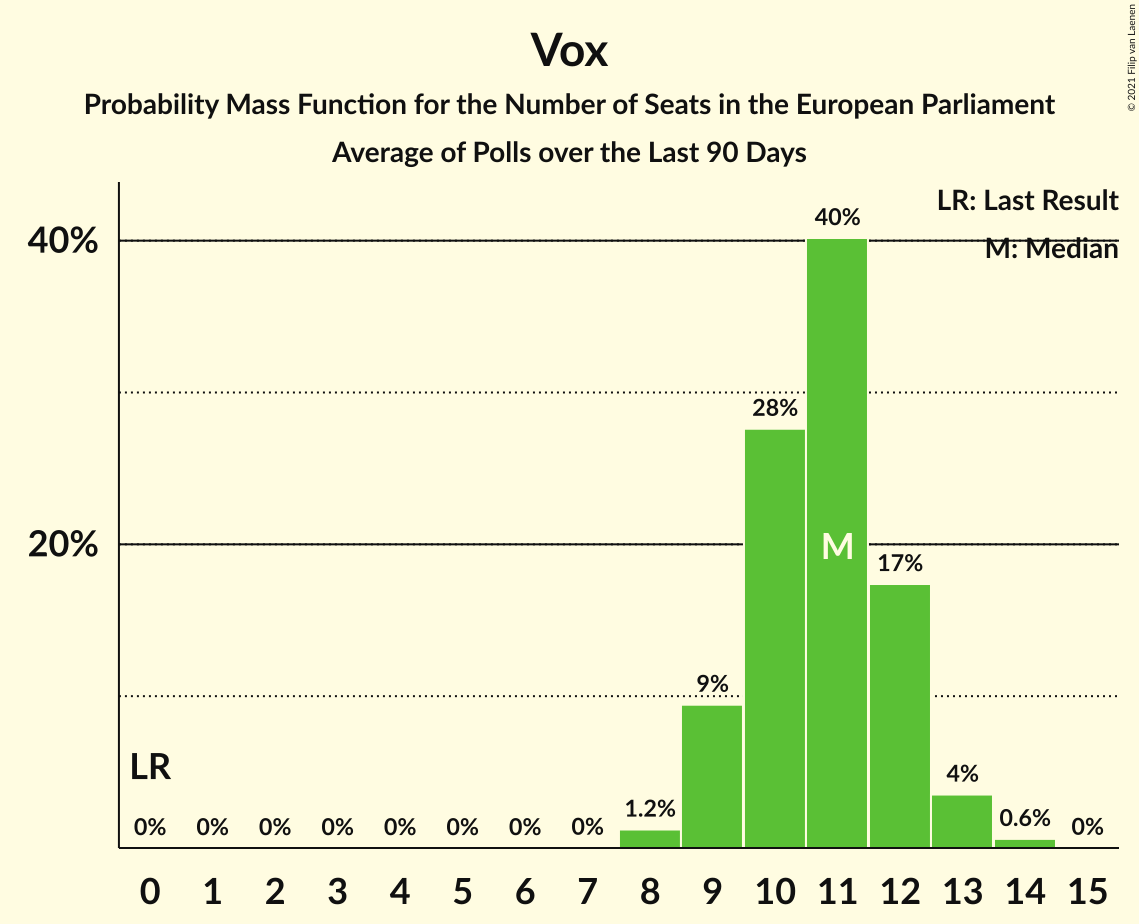 Vox
Probability Mass Function for the Number of Seats in the European Parliament
Average of Polls over the Last 90 Days
© 2021 Filip van Laenen
LR: Last Result
M: Median
40%
20%
40%
28%
M
17%
9%
4%
LR
0%
0%
0%
0%
0%
0%
0%
0%
1.2%
0.6%
0%
0 1 2 3 4 5 6 7 8 9 10 11 12 13 14 15